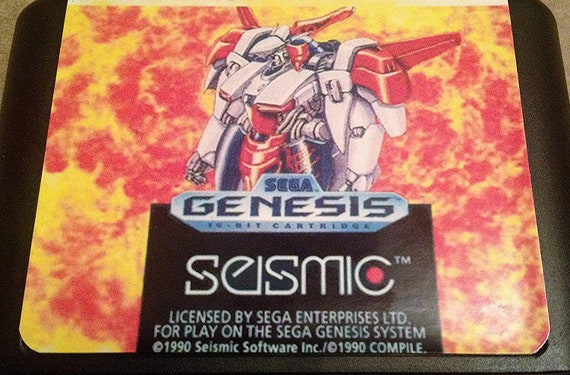 SEGA
GENESIS
16-BIT CARTRIDGE
SEISMIC™
LICENSED BY SEGA ENTERPRISES LTD.
FOR PLAY ON THE SEGA GENESIS SYSTEM
©1990 Seismic Software Inc./©1990 COMPILE.